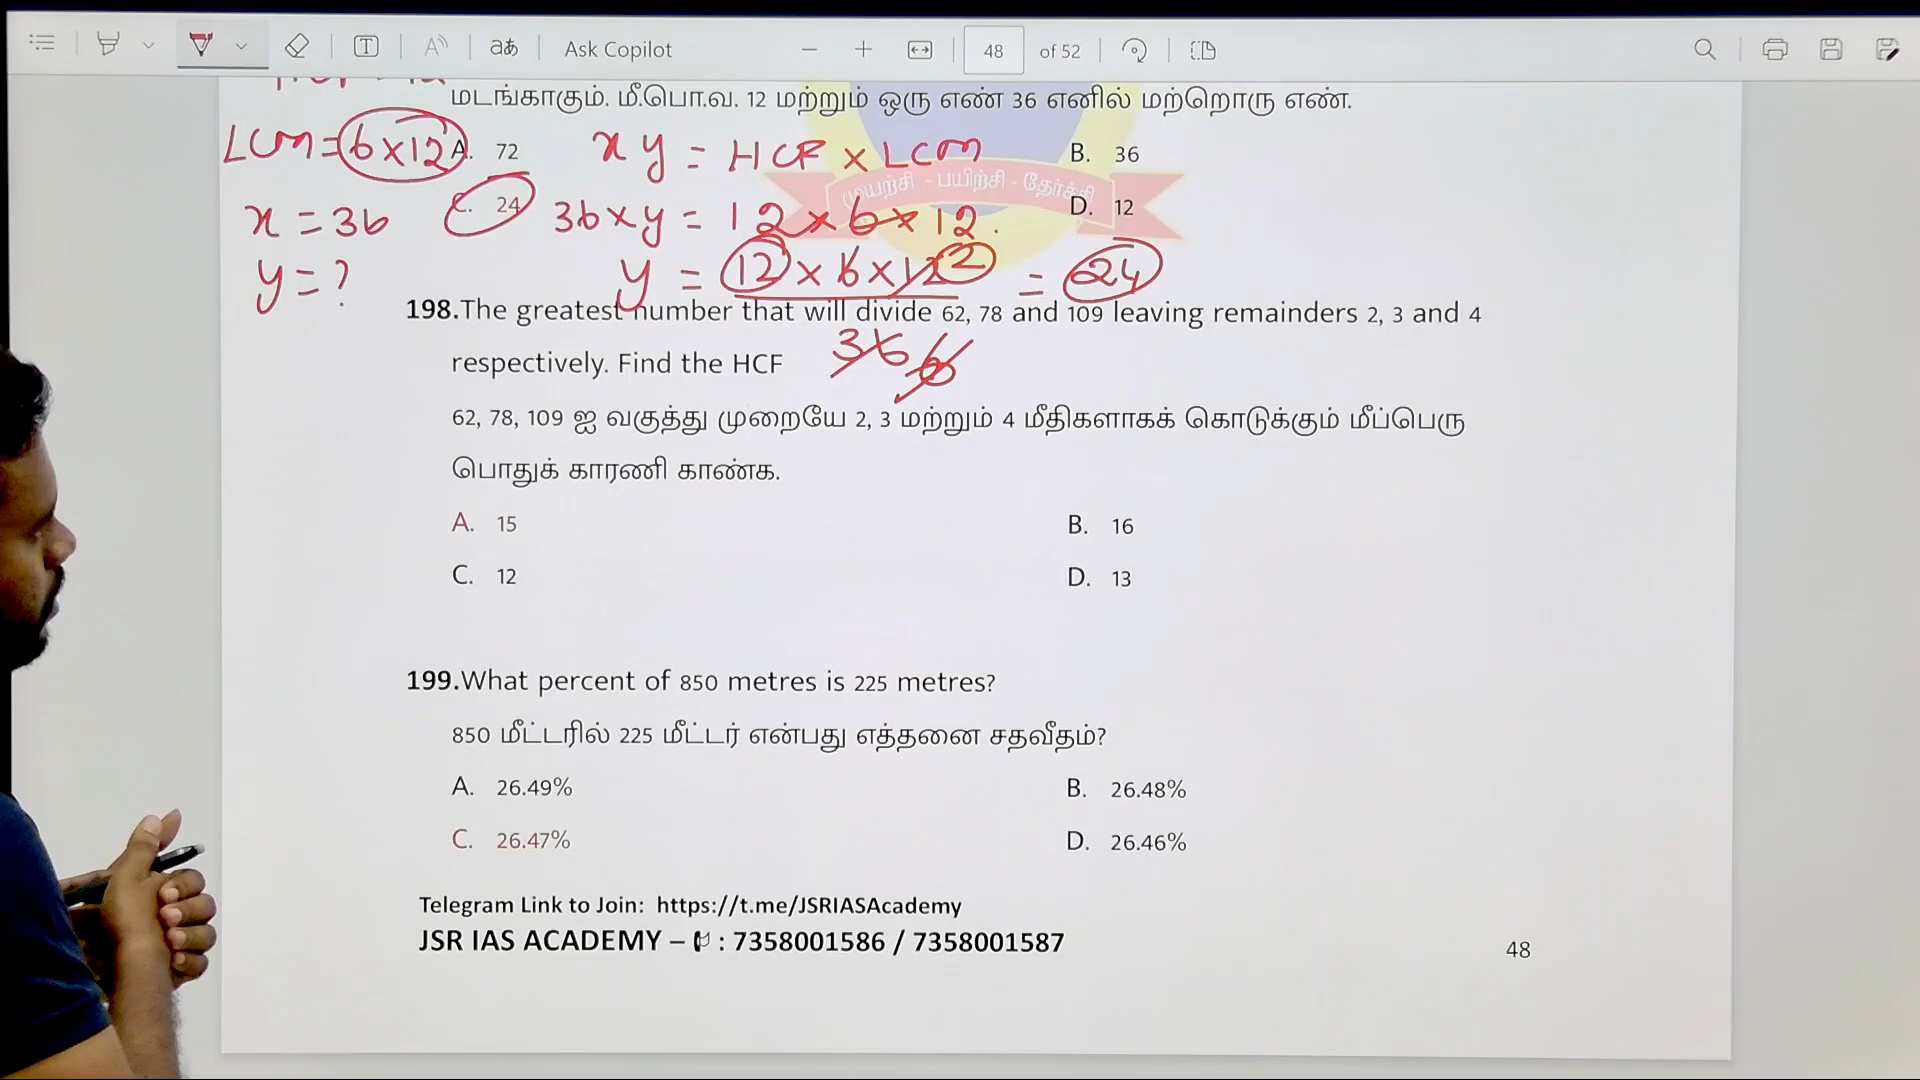 Ask Copilot 48 of 52
மடங்காகும். மீ.பொ.வ. 12 மற்றும் ஒரு எண் 36 எனில் மற்றொரு எண்.
LCM = 6x12 A. 72 x y = HCF x LCM B. 36
முயற்சி - பயிற்சி - தேர்ச்சி
x = 36 C. 24 36 x y = 12 x 6 x 12. D. 12
y = ? y = 12 x 6 x 12 2 = 24
36 6
198.The greatest number that will divide 62, 78 and 109 leaving remainders 2, 3 and 4
respectively. Find the HCF
62, 78, 109 ஐ வகுத்து முறையே 2, 3 மற்றும் 4 மீதிகளாகக் கொடுக்கும் மீப்பெரு
பொதுக் காரணி காண்க.
A. 15 B. 16
C. 12 D. 13
199.What percent of 850 metres is 225 metres?
850 மீட்டரில் 225 மீட்டர் என்பது எத்தனை சதவீதம்?
A. 26.49% B. 26.48%
C. 26.47% D. 26.46%
Telegram Link to Join: https://t.me/JSRIASAcademy
JSR IAS ACADEMY – : 7358001586 / 7358001587
48